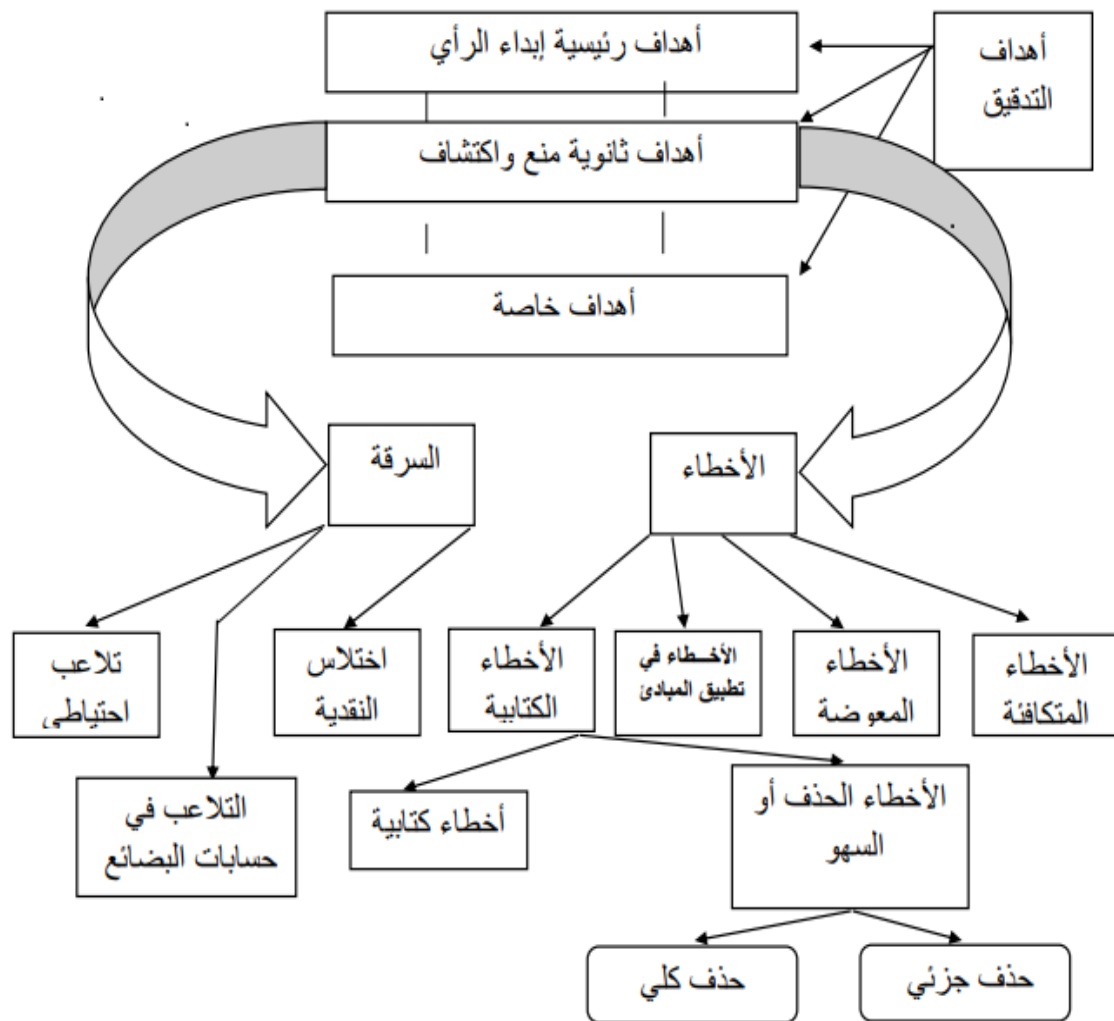 أهداف
التدقيق
أهداف رئيسية إبداء الرأي
أهداف ثانوية منع واكتشاف
أهداف خاصة
الأخطاء
السرقة
الأخطاء
المتكافئة
الأخطاء
المعوضة
الأخطاء في
تطبيق المبادئ
الأخطاء
الكتابية
اختلاس
النقدية
تلاعب
احتياطي
الأخطاء الحذف أو
السهو
أخطاء كتابية
التلاعب في
حسابات البضائع
حذف جزئي
حذف كلي